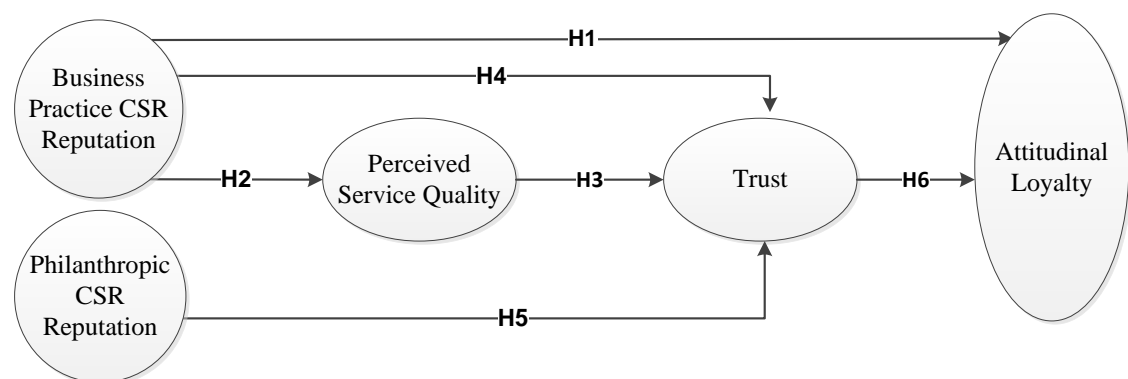 H1
H4
Business
Practice CSR
Reputation
H2
Perceived
Service Quality
H3
Trust
H6
Attitudinal
Loyalty
Philanthropic
CSR
Reputation
H5